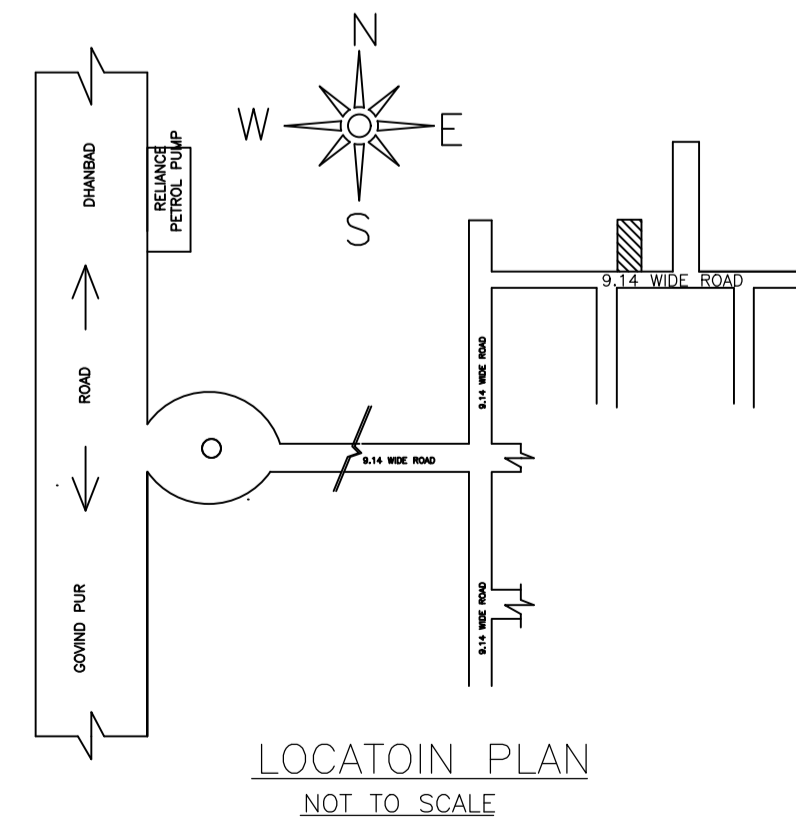 N
W
E
S
DHANBAD
RELIANCE
PETROL PUMP
9.14 WIDE ROAD
9.14 WIDE ROAD
ROAD
9.14 WIDE ROAD
GOVIND PUR
9.14 WIDE ROAD
LOCATOIN PLAN
NOT TO SCALE